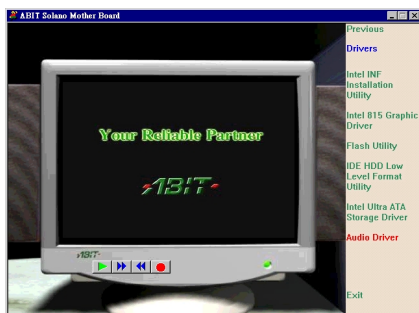 ABIT Solano Mother Board
Previous
Drivers
Intel INF
Installation
Utility
Intel 815 Graphic
Driver
Flash Utility
IDE HDD Low
Level Format
Utility
Intel Ultra ATA
Storage Driver
Audio Driver
Exit
Your Reliable Partner
ABIT
ABIT